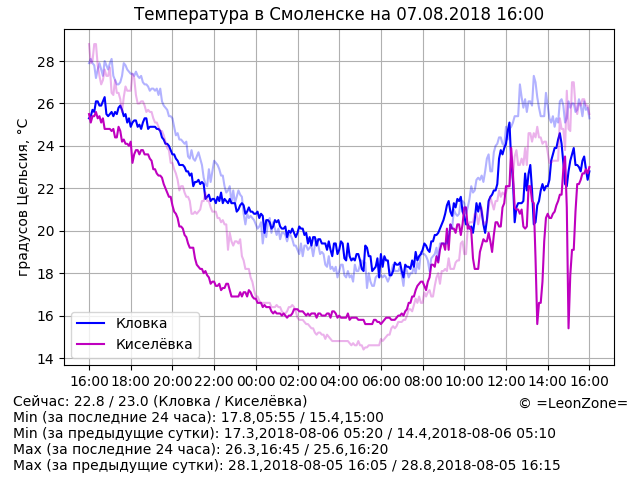 Температура в Смоленске на 07.08.2018 16:00
градусов Цельсия, °C
28
26
24
22
20
18
16
14
Кловка
Киселёвка
16:00 18:00 20:00 22:00 00:00 02:00 04:00 06:00 08:00 10:00 12:00 14:00 16:00
Сейчас: 22.8 / 23.0 (Кловка / Киселёвка)
© =LeonZone=
Min (за последние 24 часа): 17.8,05:55 / 15.4,15:00
Min (за предыдущие сутки): 17.3,2018-08-06 05:20 / 14.4,2018-08-06 05:10
Max (за последние 24 часа): 26.3,16:45 / 25.6,16:20
Max (за предыдущие сутки): 28.1,2018-08-05 16:05 / 28.8,2018-08-05 16:15